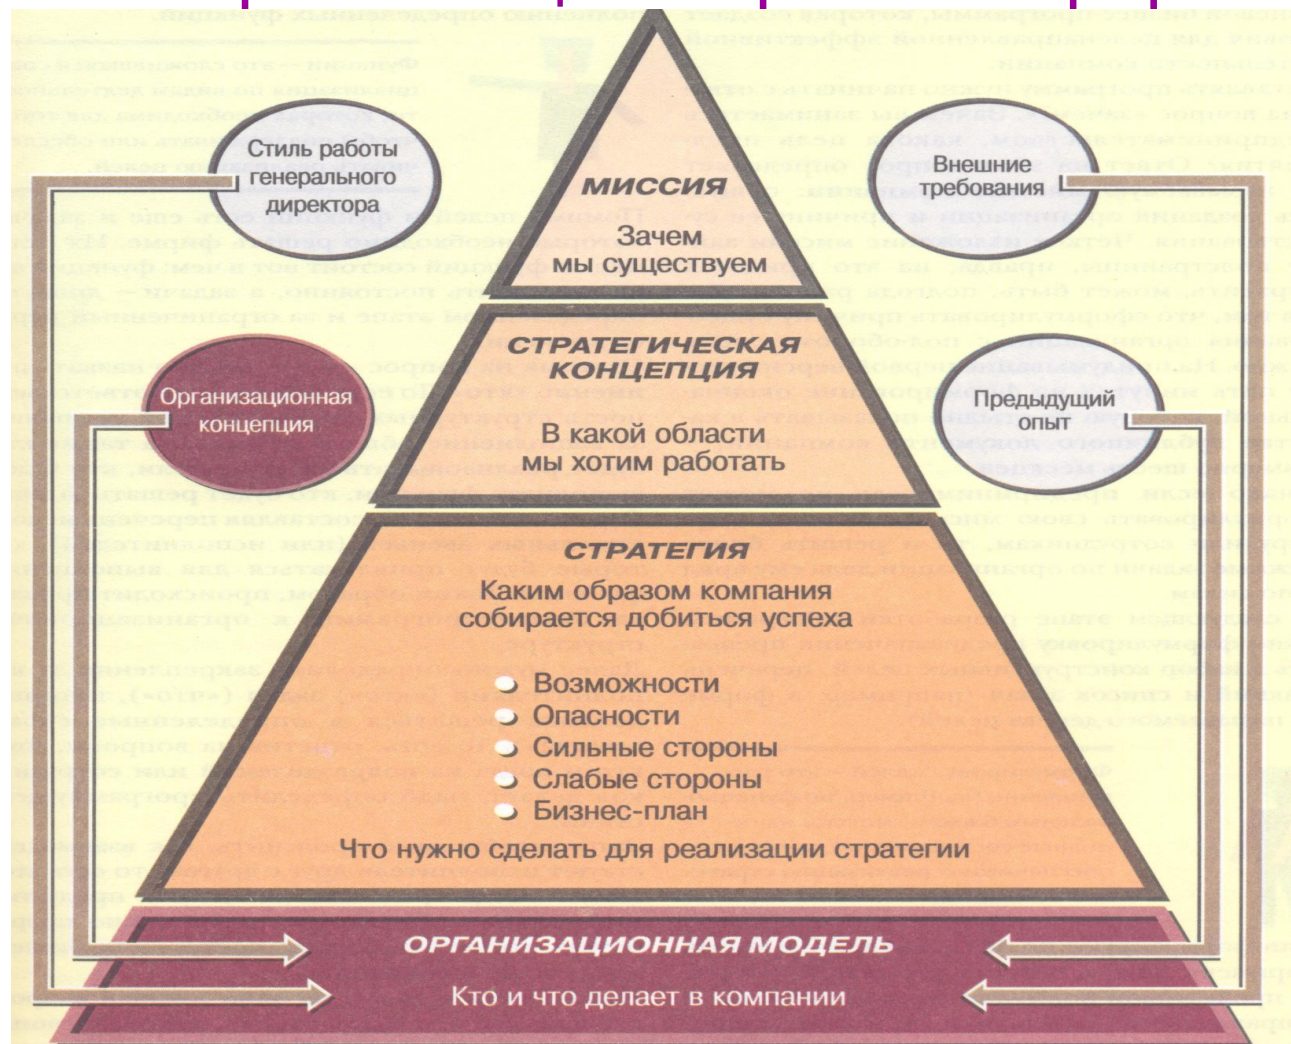 Стиль работы
генерального
директора
Внешние
требования
МИССИЯ
Зачем
мы существуем
Организационная
концепция
СТРАТЕГИЧЕСКАЯ
КОНЦЕПЦИЯ
В какой области
мы хотим работать
Предыдущий
опыт
СТРАТЕГИЯ
Каким образом компания
собирается добиться успеха
Возможности
Опасности
Сильные стороны
Слабые стороны
Бизнес-план
Что нужно сделать для реализации стратегии
ОРГАНИЗАЦИОННАЯ МОДЕЛЬ
Кто и что делает в компании